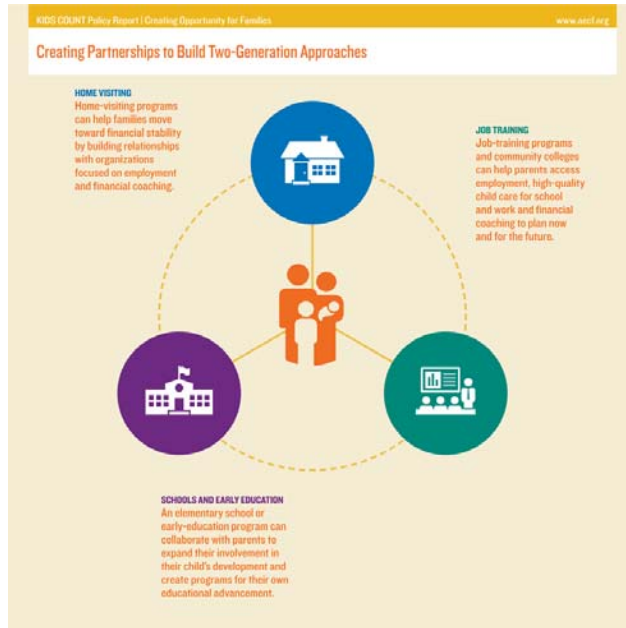 KIDS COUNT Policy Report | Creating Opportunity for Families
www.aecf.org
Creating Partnerships to Build Two-Generation Approaches
HOME VISITING
Home-visiting programs
can help families move
toward financial stability
by building relationships
with organizations
focused on employment
and financial coaching.
JOB TRAINING
Job-training programs
and community colleges
can help parents access
employment, high-quality
child care for school
and work and financial
coaching to plan now
and for the future.
SCHOOLS AND EARLY EDUCATION
An elementary school or
early-education program can
collaborate with parents to
expand their involvement in
their child's development and
create programs for their own
educational advancement.